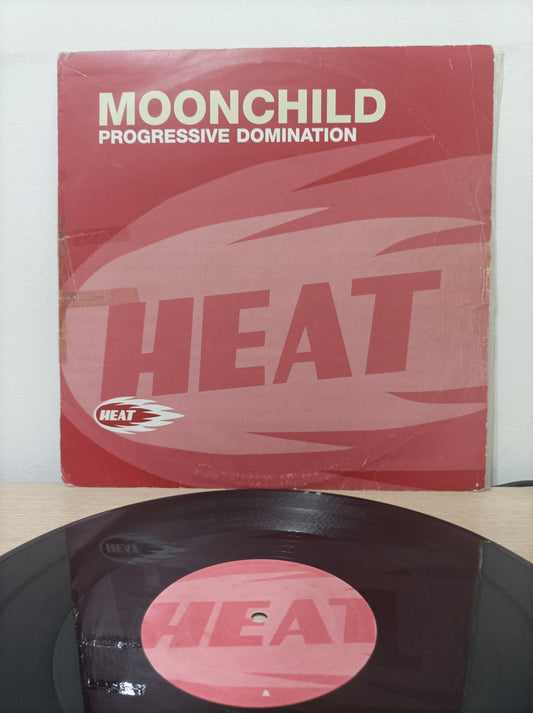 MOONCHILD
PROGRESSIVE DOMINATION
HEAT
HEAT
HEAT
HEAT
A